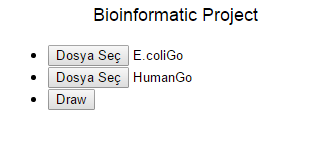 Bioinformatic Project
Dosya Seç E.coliGo
Dosya Seç HumanGo
Draw